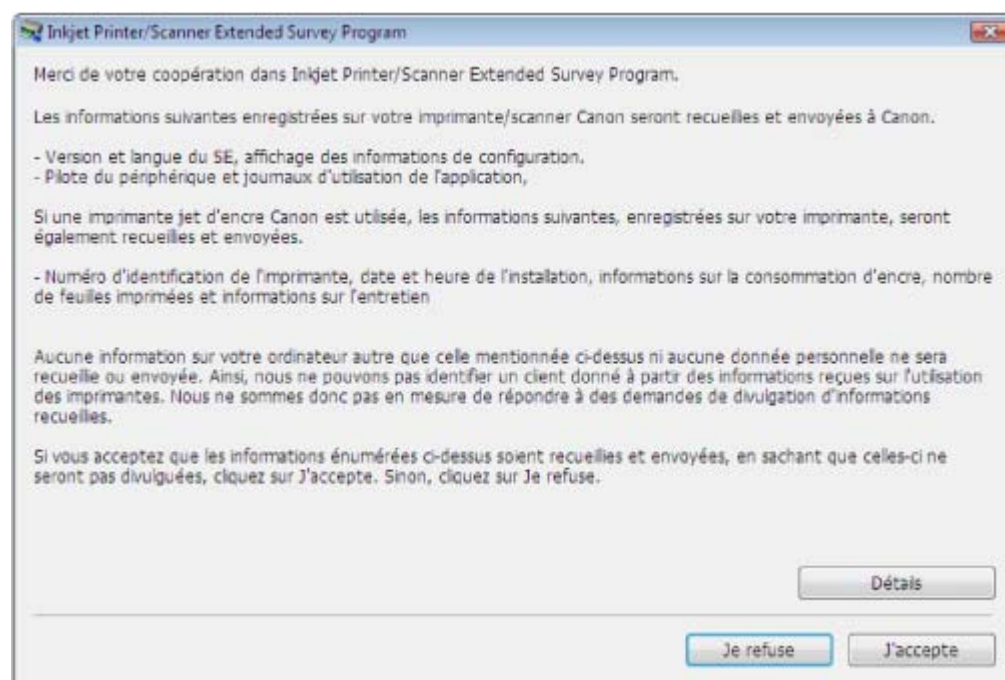 Inkjet Printer/Scanner Extended Survey Program
Merci de votre coopération dans Inkjet Printer/Scanner Extended Survey Program.
Les informations suivantes enregistrées sur votre imprimante/scanner Canon seront recueillies et envoyées à Canon.
- Version et langue du SE, affichage des informations de configuration.
- Pilote du périphérique et journaux d'utilisation de l'application,
Si une imprimante jet d'encre Canon est utilisée, les informations suivantes, enregistrées sur votre imprimante, seront
également recueillies et envoyées.
- Numéro d'identification de l'imprimante, date et heure de l'installation, informations sur la consommation d'encre, nombre
de feuilles imprimées et informations sur l'entretien
Aucune information sur votre ordinateur autre que celle mentionnée ci-dessus ni aucune donnée personnelle ne sera
recueillie ou envoyée. Ainsi, nous ne pouvons pas identifier un client donné à partir des informations reçues sur l'utilisation
des imprimantes. Nous ne sommes donc pas en mesure de répondre à des demandes de divulgation d'informations
recueillies.
Si vous acceptez que les informations énumérées ci-dessus soient recueillies et envoyées, en sachant que celles-ci ne
seront pas divulguées, cliquez sur J'accepte. Sinon, cliquez sur Je refuse.
Détails
Je refuse
J'accepte